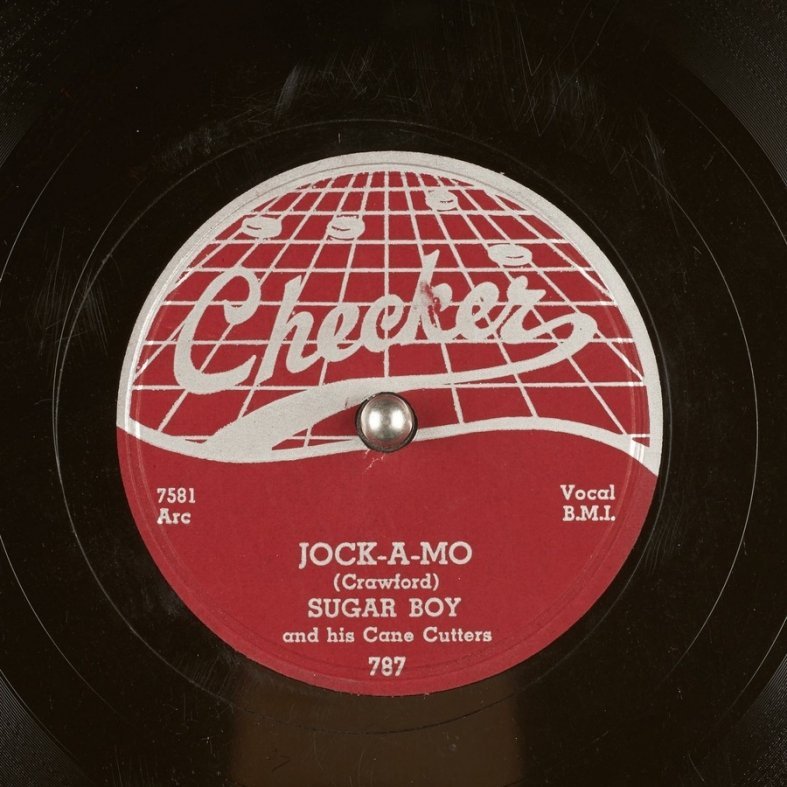 Checker
7581
Arc
Vocal
B.M.I.
JOCK-A-MO
(Crawford)
SUGAR BOY
and his Cane Cutters
787